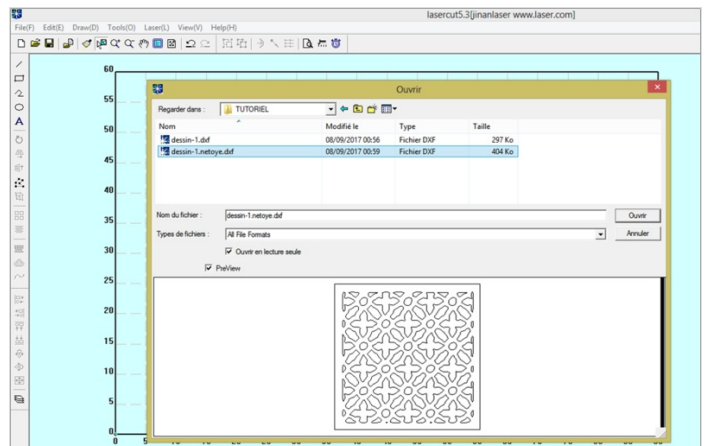 lasercut5.3[jinanlaser www.laser.com]
File(F) Edit(E) Draw(D) Tools(O) Laser(L) View(V) Help(H)
Ouvrir
Regarder dans : TUTORIEL
Nom Modifié le Type Taille
dessin-1.dxf 08/09/2017 00:56 Fichier DXF 297 Ko
dessin-1.netoye.dxf 08/09/2017 00:59 Fichier DXF 404 Ko
Nom du fichier : dessin-1.netoye.dxf Ouvrir
Types de fichiers : All File Formats Annuler
Ouvrir en lecture seule
PreView
60
55
50
45
40
35
30
25
20
15
10
5
0
0 5